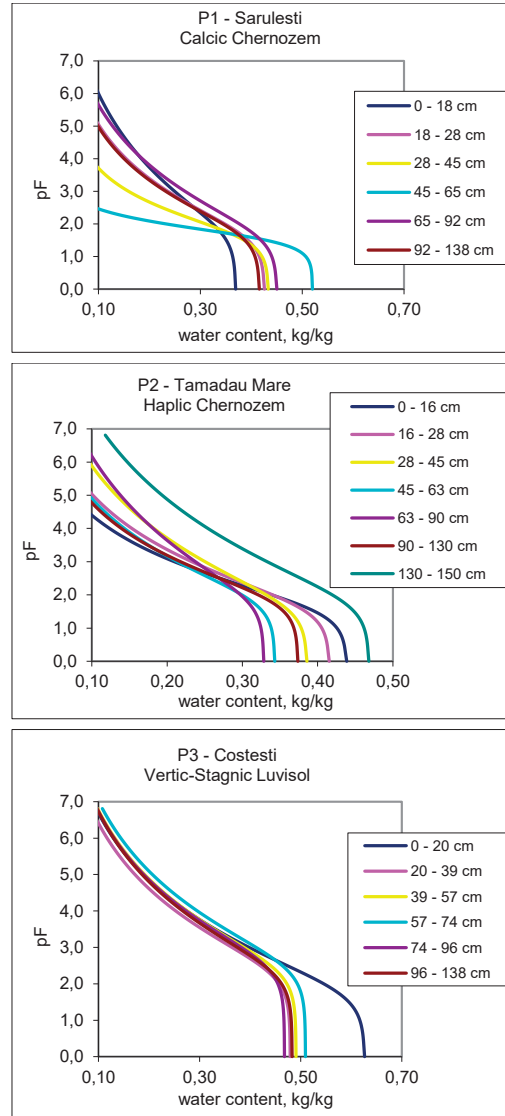 P1 - Sarulesti
Calcic Chernozem
7,0
6,0
5,0
4,0
3,0
2,0
1,0
0,0
pF
0,10
0,30
0,50
0,70
water content, kg/kg
0 - 18 cm
18 - 28 cm
28 - 45 cm
45 - 65 cm
65 - 92 cm
92 - 138 cm
P2 - Tamadau Mare
Haplic Chernozem
7,0
6,0
5,0
4,0
3,0
2,0
1,0
0,0
pF
0,10
0,20
0,30
0,40
0,50
water content, kg/kg
0 - 16 cm
16 - 28 cm
28 - 45 cm
45 - 63 cm
63 - 90 cm
90 - 130 cm
130 - 150 cm
P3 - Costesti
Vertic-Stagnic Luvisol
7,0
6,0
5,0
4,0
3,0
2,0
1,0
0,0
pF
0,10
0,30
0,50
0,70
water content, kg/kg
0 - 20 cm
20 - 39 cm
39 - 57 cm
57 - 74 cm
74 - 96 cm
96 - 138 cm